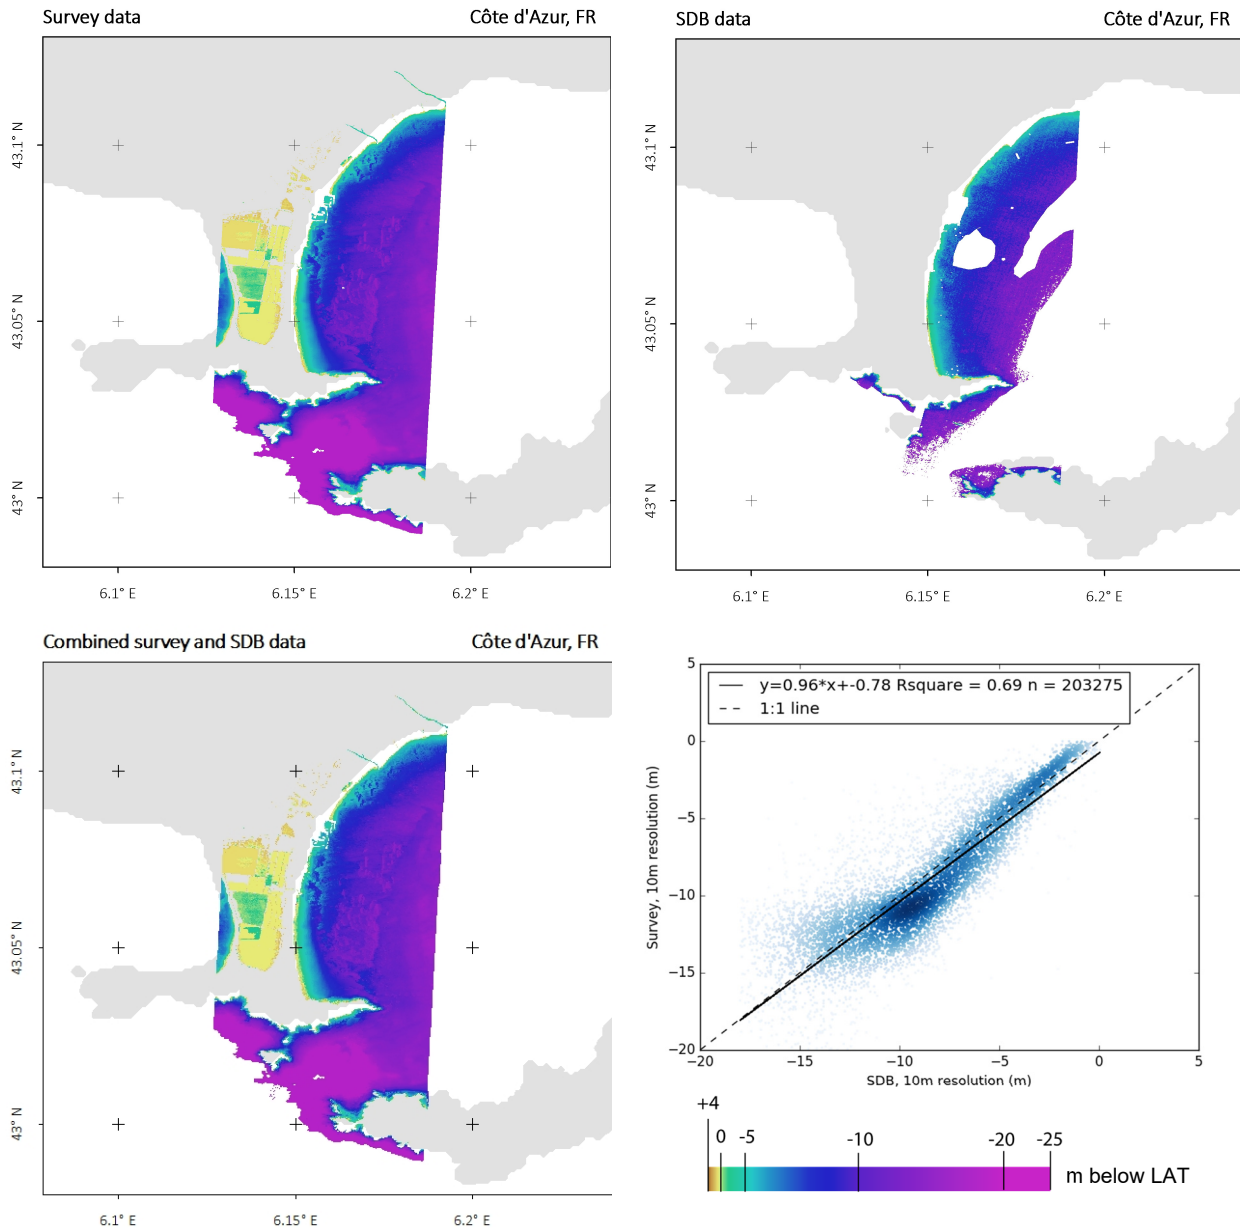 Survey data
Côte d'Azur, FR
43.1° N
43.05° N
43° N
6.1° E
6.15° E
6.2° E
SDB data
Côte d'Azur, FR
43.1° N
43.05° N
43° N
6.1° E
6.15° E
6.2° E
Combined survey and SDB data
Côte d'Azur, FR
43.1° N
43.05° N
43° N
6.1° E
6.15° E
6.2° E
y=0.96*x+-0.78 Rsquare = 0.69 n = 203275
1:1 line
5
0
−5
−10
−15
−20
Survey, 10m resolution (m)
−20
−15
−10
−5
0
5
SDB, 10m resolution (m)
+4
0
-5
-10
-20
-25
m below LAT